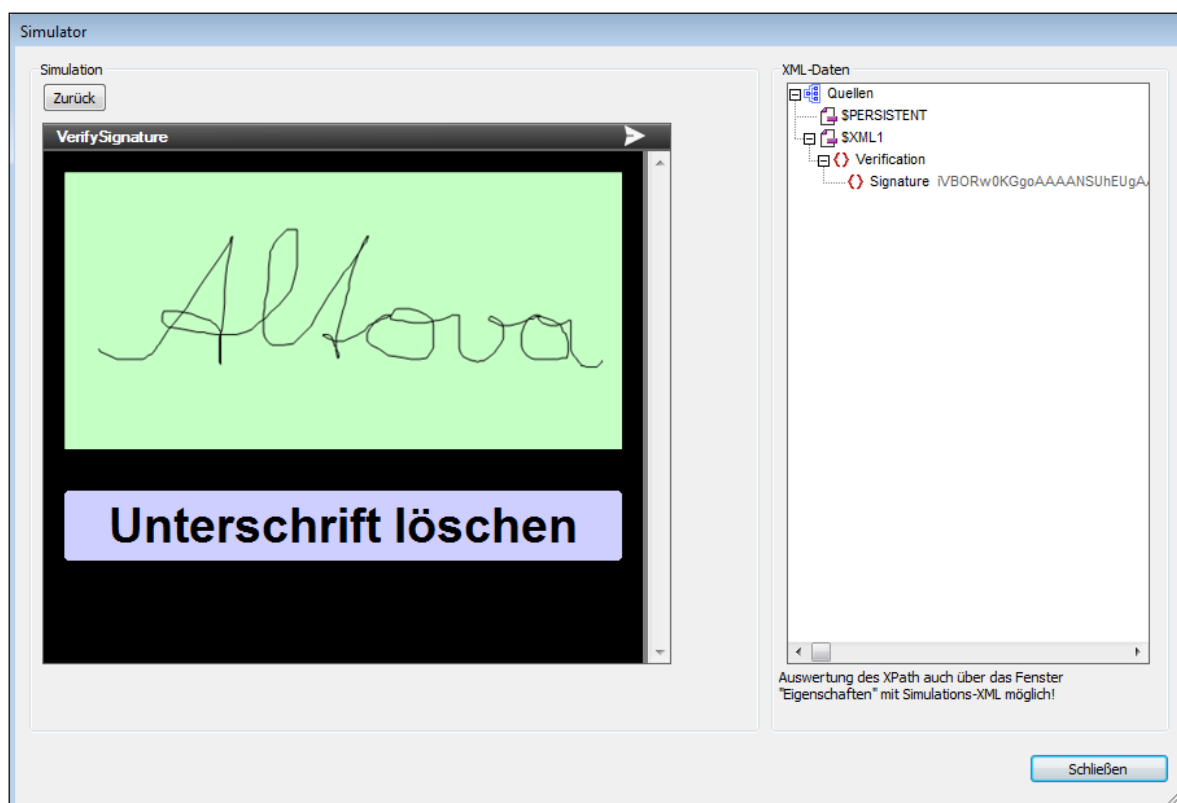 Simulator
Simulation
Zurück
VerifySignature
Altova
Unterschrift löschen
XML-Daten
Quellen
$PERSISTENT
$XML1
Verification
Signature iVBORw0KGgoAAAANSUhEUgA
Auswertung des XPath auch über das Fenster
"Eigenschaften" mit Simulations-XML möglich!
Schließen